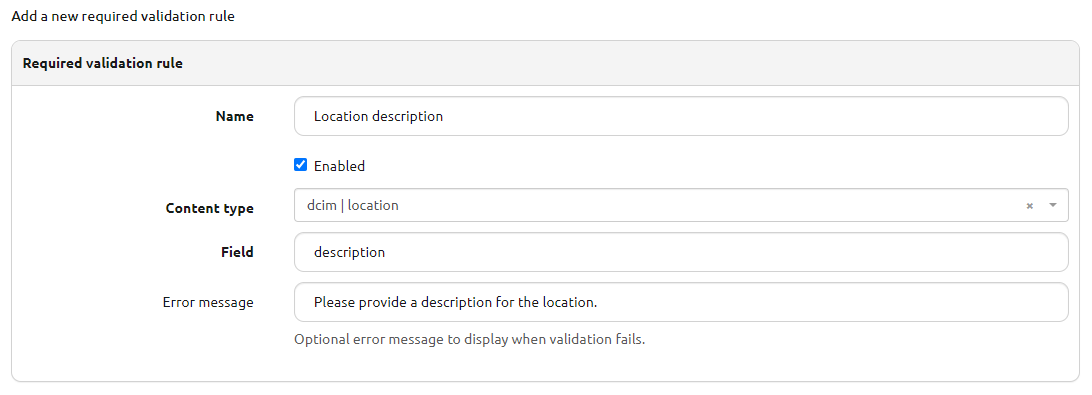 Add a new required validation rule
Required validation rule
Name
Location description
Enabled
Content type
dcim | location
×
Field
description
Error message
Please provide a description for the location.
Optional error message to display when validation fails.